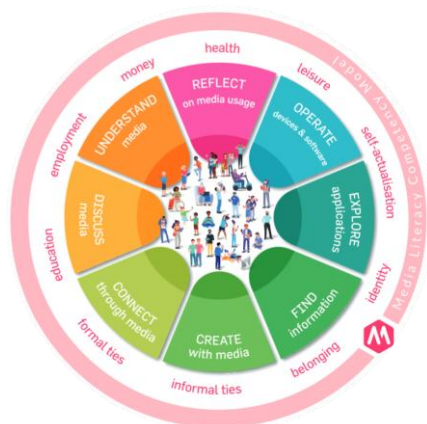 health
leisure
self-actualisation
identity
belonging
informal ties
formal ties
education
employment
money
REFLECT
on media usage
OPERATE
devices & software
EXPLORE
applications
FIND
information
CREATE
with media
CONNECT
through media
DISCUSS
media
UNDERSTAND
media
Media Literacy Competency Model